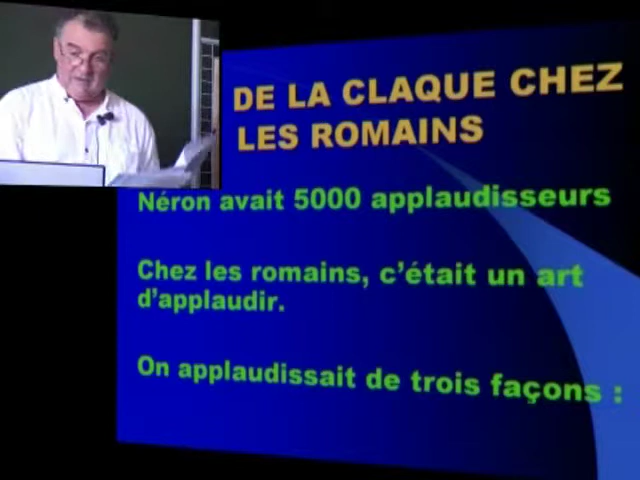 DE LA CLAQUE CHEZ
LES ROMAINS
Néron avait 5000 applaudisseurs
Chez les romains, c'était un art
d'applaudir.
On applaudissait de trois façons :